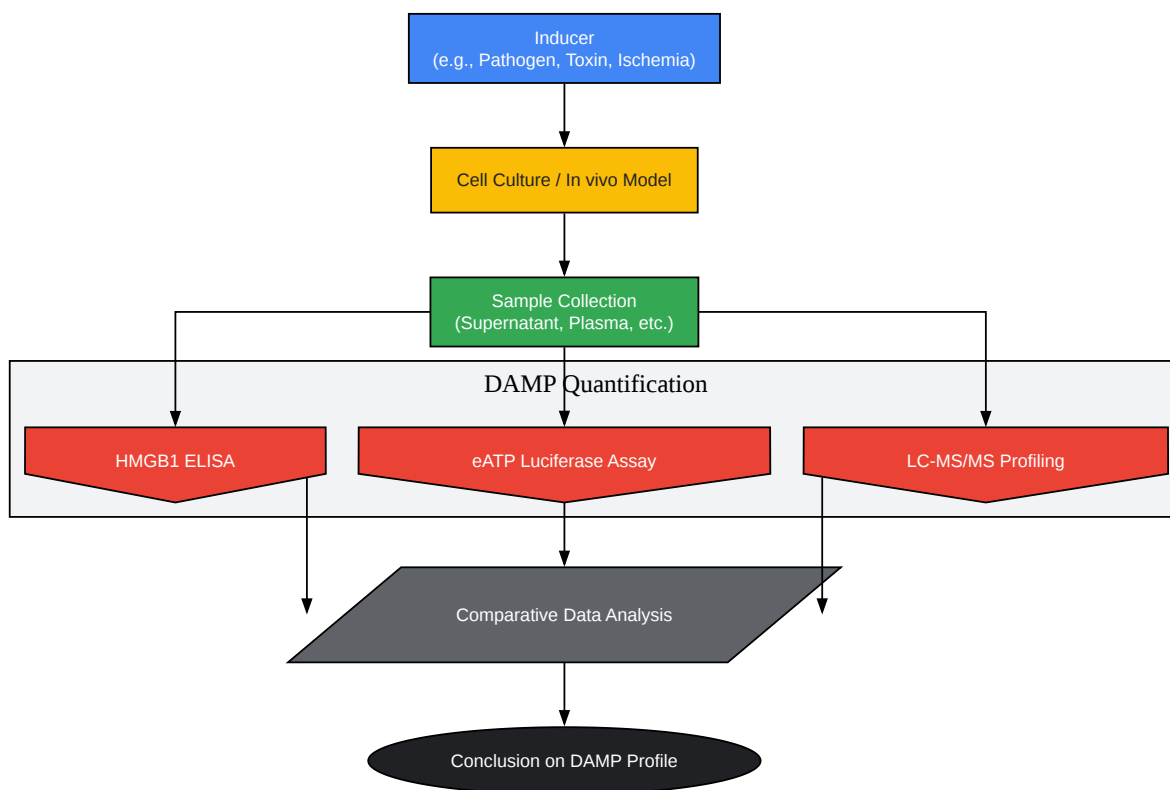 Inducer
(e.g., Pathogen, Toxin, Ischemia)
Cell Culture / In vivo Model
Sample Collection
(Supernatant, Plasma, etc.)
DAMP Quantification
HMGB1 ELISA
eATP Luciferase Assay
LC-MS/MS Profiling
Comparative Data Analysis
Conclusion on DAMP Profile